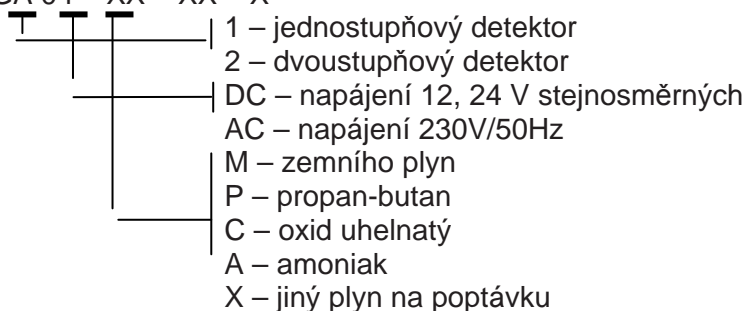 1 – jednostupňový detektor
2 – dvoustupňový detektor
DC – napájení 12, 24 V stejnosměrných
AC – napájení 230V/50Hz
M – zemního plyn
P – propan-butan
C – oxid uhelnatý
A – amoniak
X – jiný plyn na poptávku